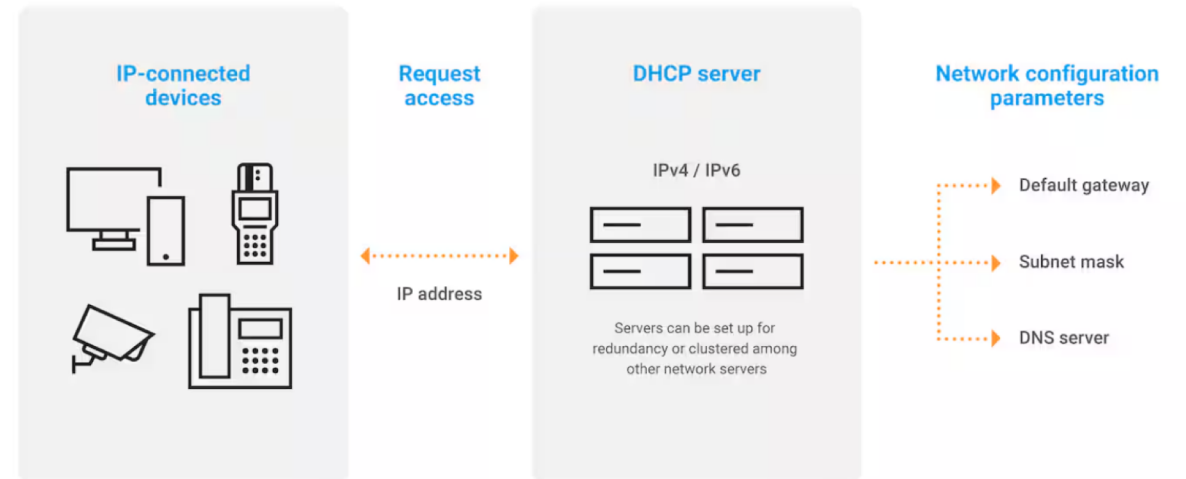 IP-connected
devices
Request
access
IP address
DHCP server
IPv4 / IPv6
Servers can be set up for
redundancy or clustered among
other network servers
Network configuration
parameters
Default gateway
Subnet mask
DNS server